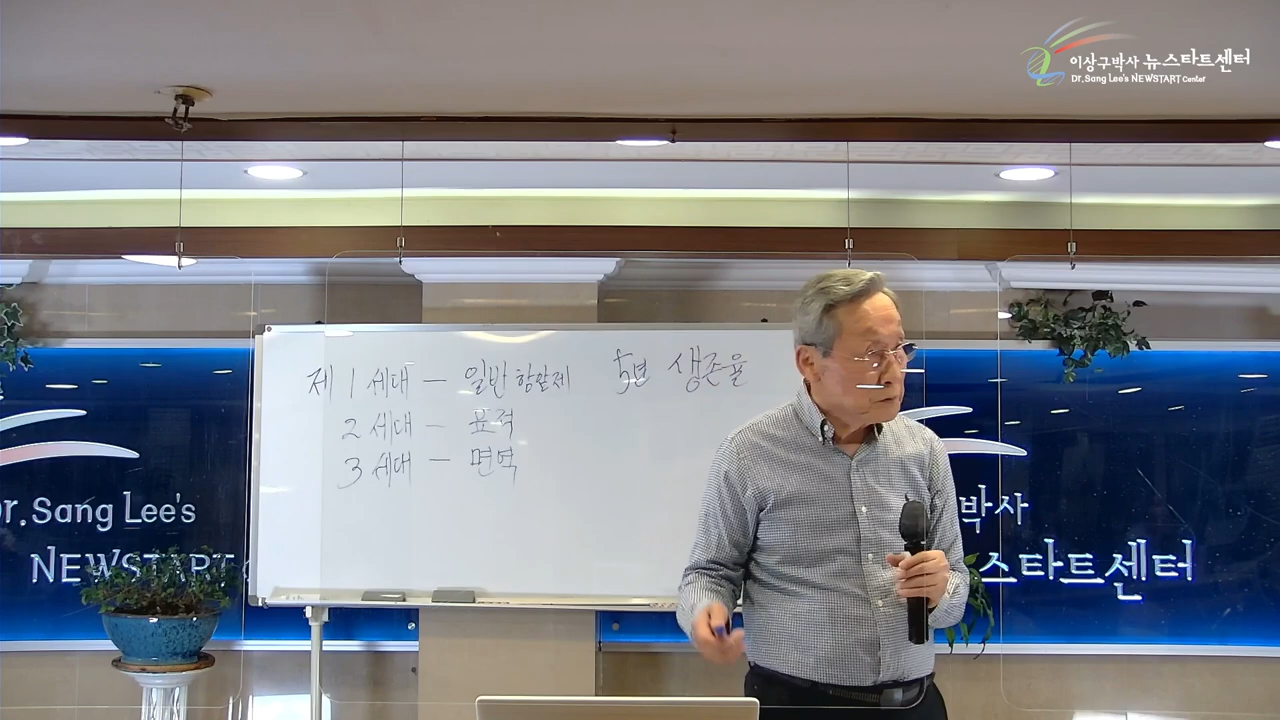 이상구박사 뉴스타트센터
Dr. Sang Lee's NEWSTART Center
제 1 세대 — 일반 항암제 5년 생존율
2 세대 — 표적
3 세대 — 면역
r. Sang Lee's
NEWSTART
박사
스타트센터